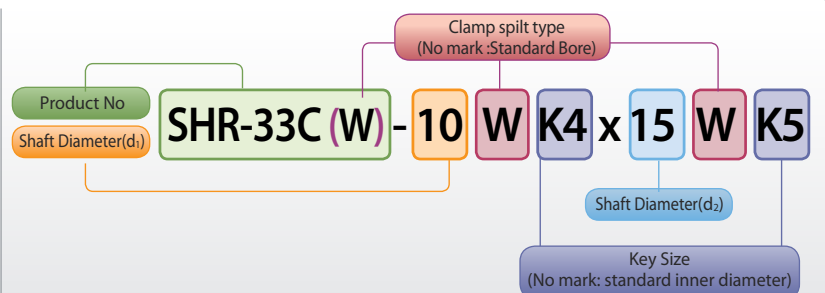 Clamp spilt type
(No mark :Standard Bore)
Product No
Shaft Diameter(d₁)
SHR-33C (W) - 10 W K4 x 15 W K5
Shaft Diameter(d₂)
Key Size
(No mark: standard inner diameter)